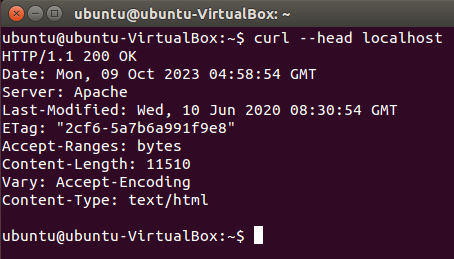 ubuntu@ubuntu-VirtualBox: ~
ubuntu@ubuntu-VirtualBox:~$ curl --head localhost
HTTP/1.1 200 OK
Date: Mon, 09 Oct 2023 04:58:54 GMT
Server: Apache
Last-Modified: Wed, 10 Jun 2020 08:30:54 GMT
ETag: "2cf6-5a7b6a991f9e8"
Accept-Ranges: bytes
Content-Length: 11510
Vary: Accept-Encoding
Content-Type: text/html
ubuntu@ubuntu-VirtualBox:~$